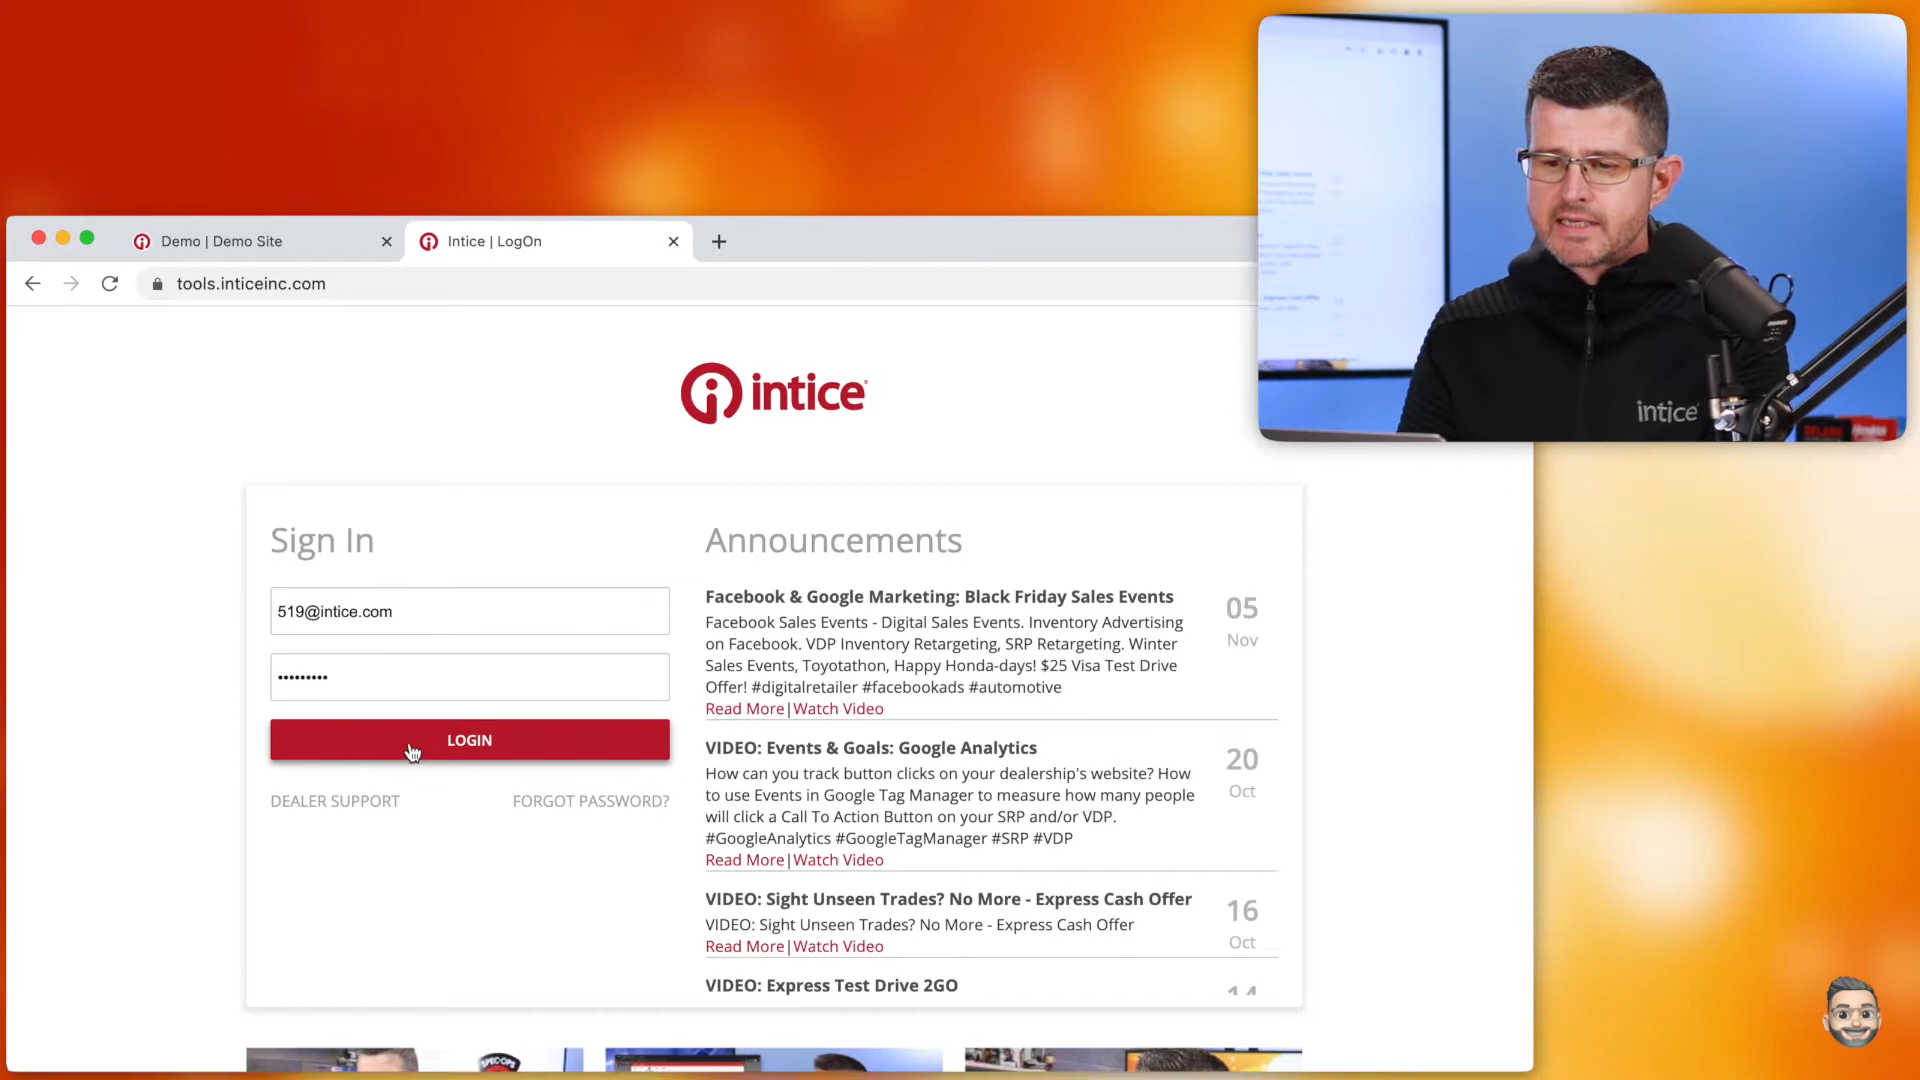 Demo | Demo Site
Intice | LogOn
tools.inticeinc.com
intice
intice
Sign In
519@intice.com
•••••••••
LOGIN
DEALER SUPPORT
FORGOT PASSWORD?
Announcements
Facebook & Google Marketing: Black Friday Sales Events
Facebook Sales Events - Digital Sales Events. Inventory Advertising
on Facebook. VDP Inventory Retargeting, SRP Retargeting. Winter
Sales Events, Toyotathon, Happy Honda-days! $25 Visa Test Drive
Offer! #digitalretailer #facebookads #automotive
Read More|Watch Video
05
Nov
VIDEO: Events & Goals: Google Analytics
How can you track button clicks on your dealership's website? How
to use Events in Google Tag Manager to measure how many people
will click a Call To Action Button on your SRP and/or VDP.
#GoogleAnalytics #GoogleTagManager #SRP #VDP
Read More|Watch Video
20
Oct
VIDEO: Sight Unseen Trades? No More - Express Cash Offer
VIDEO: Sight Unseen Trades? No More - Express Cash Offer
Read More|Watch Video
16
Oct
VIDEO: Express Test Drive 2GO
14
SPEC-OPS